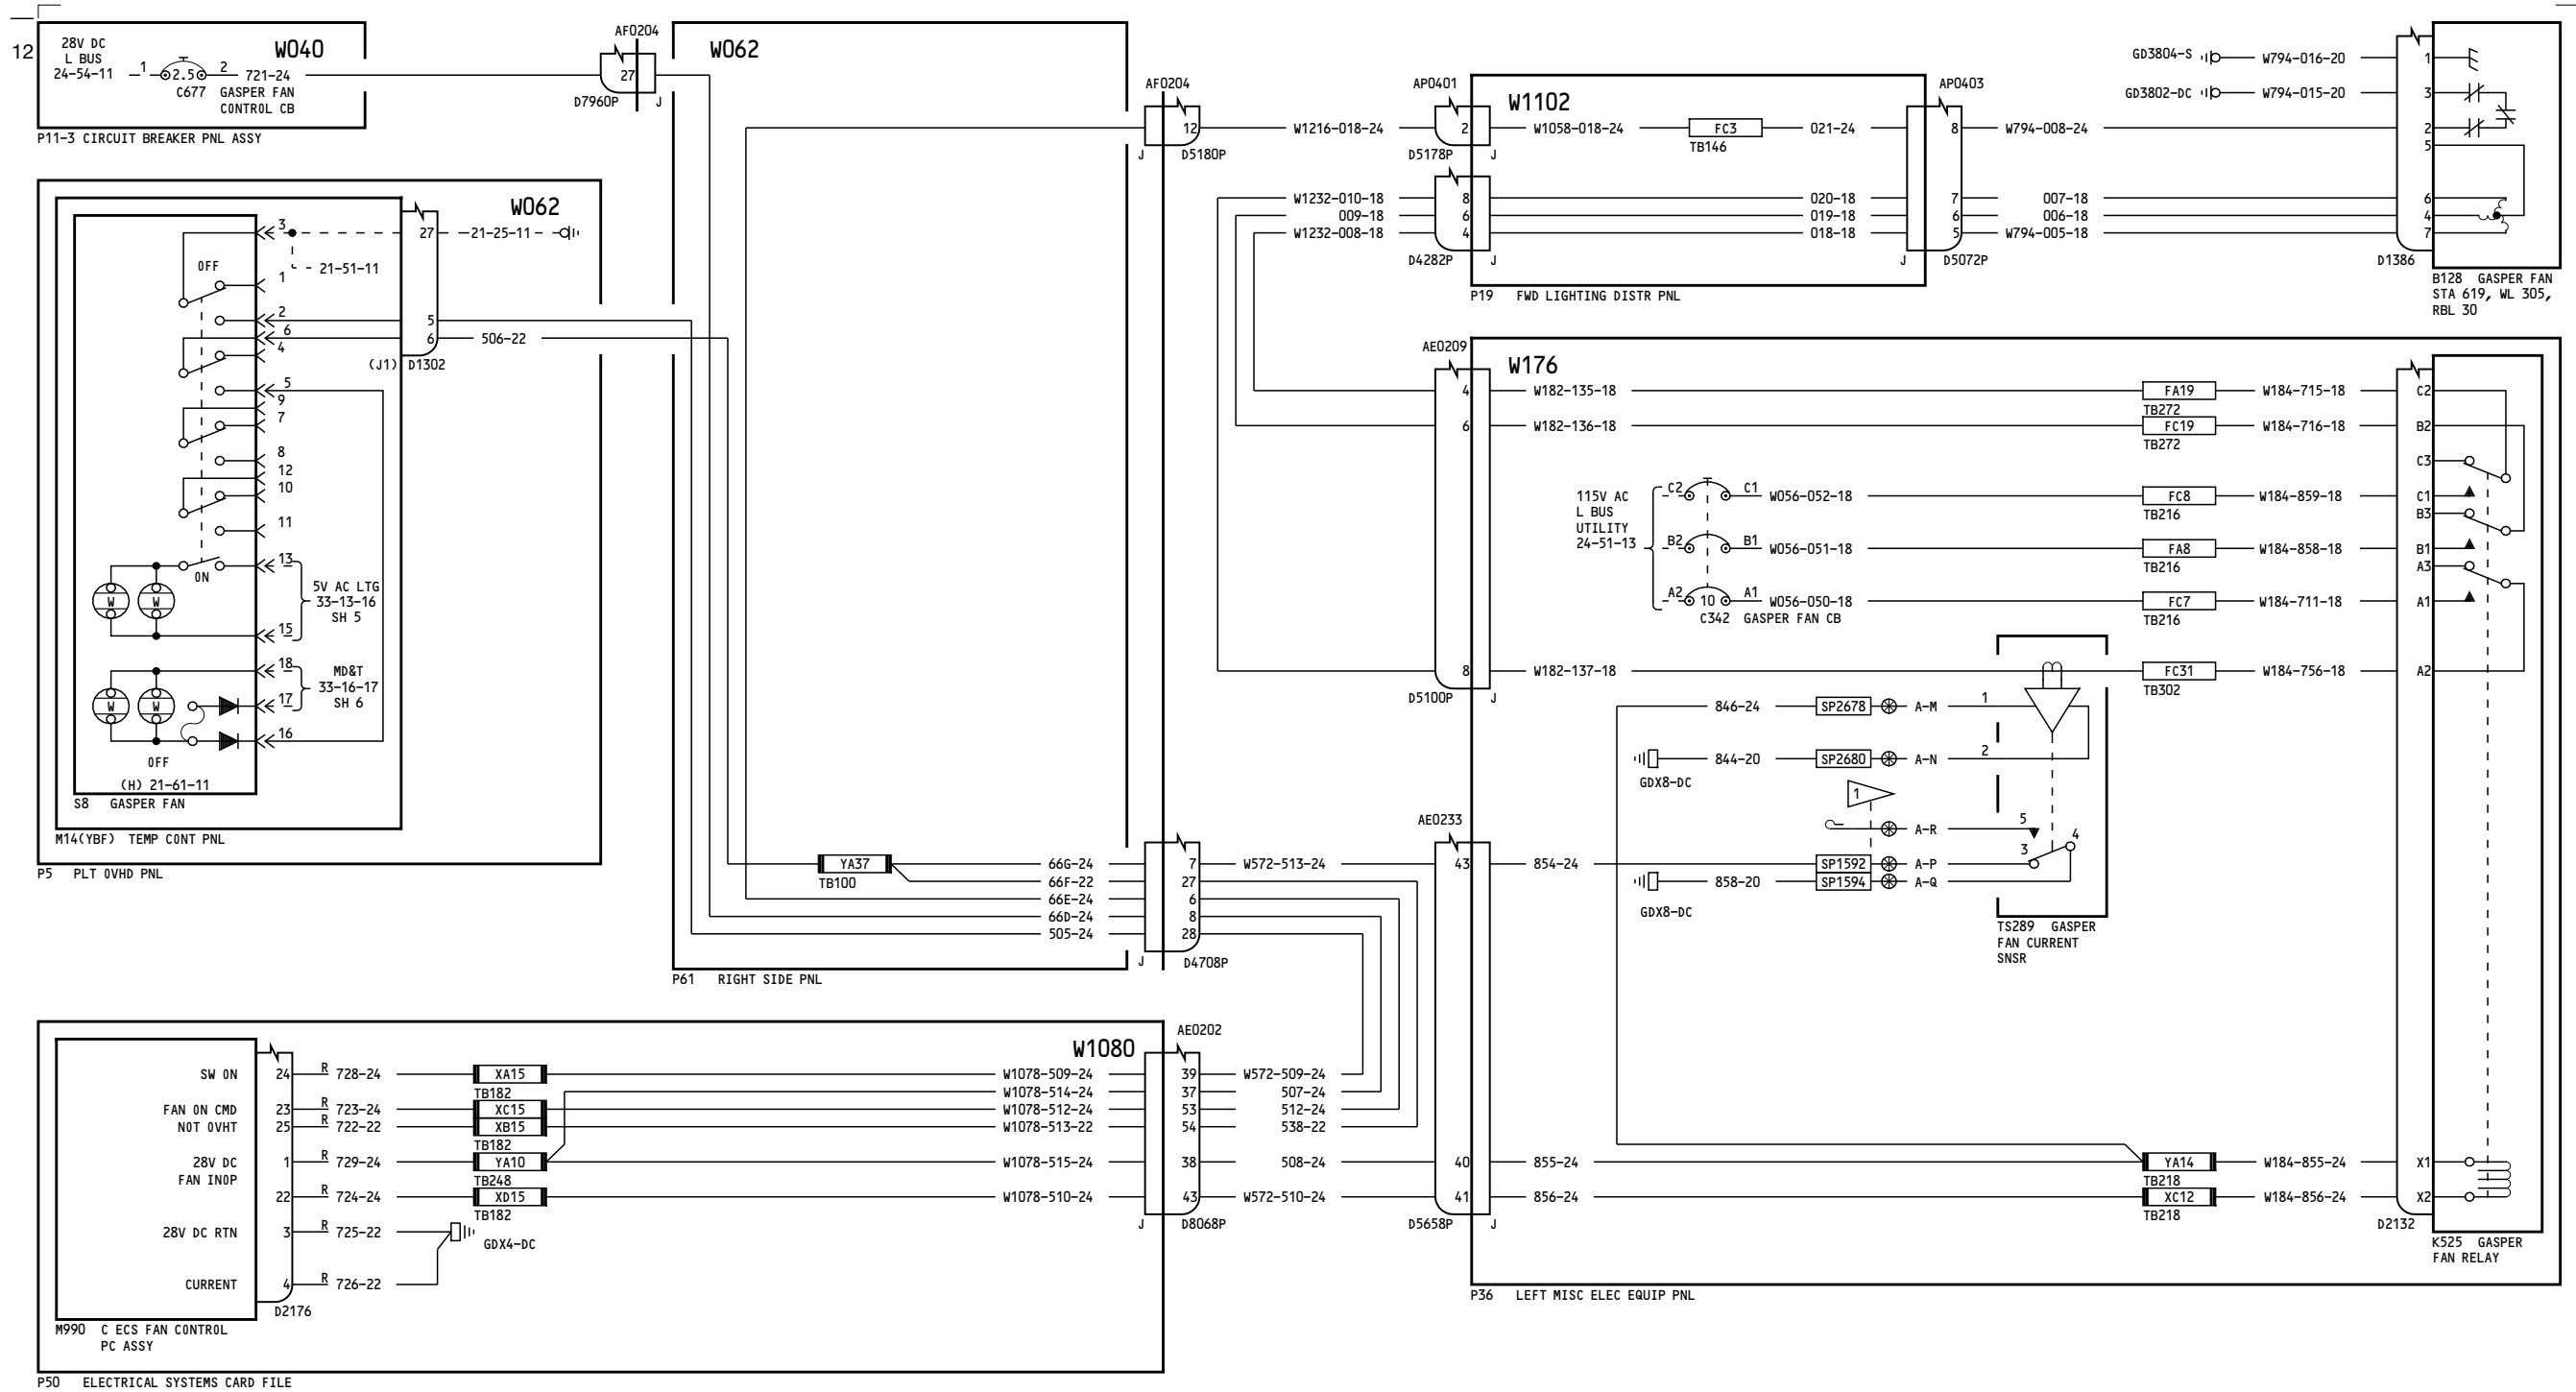 12
28V DC
L BUS
24-54-11
1
2.5
2
721-24
C677
GASPER FAN
CONTROL CB
W040
P11-3 CIRCUIT BREAKER PNL ASSY
AF0204
27
D7960P
J
W062
P61 RIGHT SIDE PNL
AF0204
12
J
D5180P
W1216-018-24
AP0401
2
D5178P
J
W1102
W1058-018-24
FC3
TB146
021-24
AP0403
8
W794-008-24
W1232-010-18
009-18
W1232-008-18
8
6
4
D4282P
J
020-18
019-18
018-18
7
6
5
J
D5072P
007-18
006-18
W794-005-18
P19 FWD LIGHTING DISTR PNL
GD3804-S
W794-016-20
GD3802-DC
W794-015-20
1
3
2
5
6
4
7
D1386
B128 GASPER FAN
STA 619, WL 305,
RBL 30
W062
3
27
21-25-11
21-51-11
OFF
1
2
5
6
6
506-22
4
(J1) D1302
5
9
7
8
12
10
11
13
ON
W
W
5V AC LTG
33-13-16
SH 5
15
18
MD&T
33-16-17
SH 6
W
W
17
16
OFF
(H) 21-61-11
S8 GASPER FAN
M14(YBF) TEMP CONT PNL
P5 PLT OVHD PNL
YA37
TB100
66G-24
66F-22
66E-24
66D-24
505-24
7
27
6
8
28
J
D4708P
W572-513-24
AE0209
W176
4
W182-135-18
FA19
TB272
W184-715-18
C2
6
W182-136-18
FC19
TB272
W184-716-18
B2
C3
115V AC
L BUS
UTILITY
24-51-13
C2
C1
W056-052-18
FC8
TB216
W184-859-18
C1
B3
B2
B1
W056-051-18
FA8
TB216
W184-858-18
B1
A3
A2
10
A1
W056-050-18
C342 GASPER FAN CB
FC7
TB216
W184-711-18
A1
8
D5100P
J
W182-137-18
FC31
TB302
W184-756-18
A2
846-24
SP2678
A-M
1
844-20
SP2680
A-N
2
GDX8-DC
1
A-R
5
4
AE0233
43
854-24
SP1592
A-P
3
858-20
SP1594
A-Q
GDX8-DC
TS289 GASPER
FAN CURRENT
SNSR
W1080
AE0202
SW ON
24
R 728-24
XA15
TB182
W1078-509-24
39
W572-509-24
W1078-514-24
37
507-24
FAN ON CMD
23
R 723-24
XC15
W1078-512-24
53
512-24
NOT OVHT
25
R 722-22
XB15
TB182
W1078-513-22
54
538-22
28V DC
1
R 729-24
YA10
TB248
W1078-515-24
38
508-24
40
855-24
YA14
TB218
W184-855-24
X1
FAN INOP
22
R 724-24
XD15
TB182
W1078-510-24
43
W572-510-24
41
856-24
XC12
TB218
W184-856-24
X2
J
D8068P
D5658P
J
D2132
28V DC RTN
3
R 725-22
GDX4-DC
CURRENT
4
R 726-22
D2176
K525 GASPER
FAN RELAY
M990 C ECS FAN CONTROL
PC ASSY
P36 LEFT MISC ELEC EQUIP PNL
P50 ELECTRICAL SYSTEMS CARD FILE